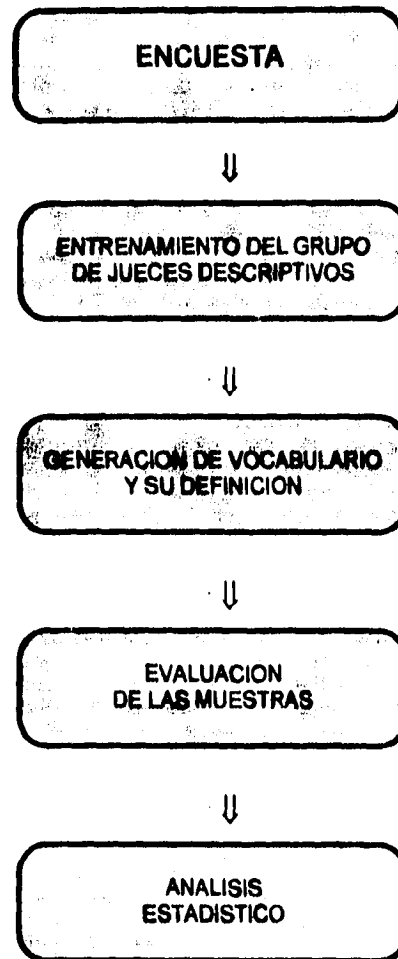 ENCUESTA
ENTRENAMIENTO DEL GRUPO
DE JUECES DESCRIPTIVOS
GENERACION DE VOCABULARIO
Y SU DEFINICION
EVALUACION
DE LAS MUESTRAS
ANALISIS
ESTADISTICO